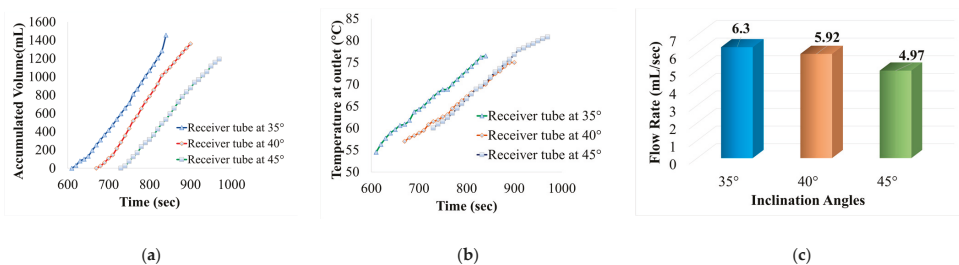 Accumulated Volume(mL)
1600
1400
1200
1000
800
600
400
200
0
600
700
800
900
1000
Time (sec)
Receiver tube at 35°
Receiver tube at 40°
Receiver tube at 45°
(a)
Temperature at outlet (°C)
85
80
75
70
65
60
55
50
600
700
800
900
1000
Time (sec)
Receiver tube at 35°
Receiver tube at 40°
Receiver tube at 45°
(b)
Flow Rate (mL/sec)
7
6
5
4
3
2
1
0
6.3
5.92
4.97
35°
40°
45°
Inclination Angles
(c)